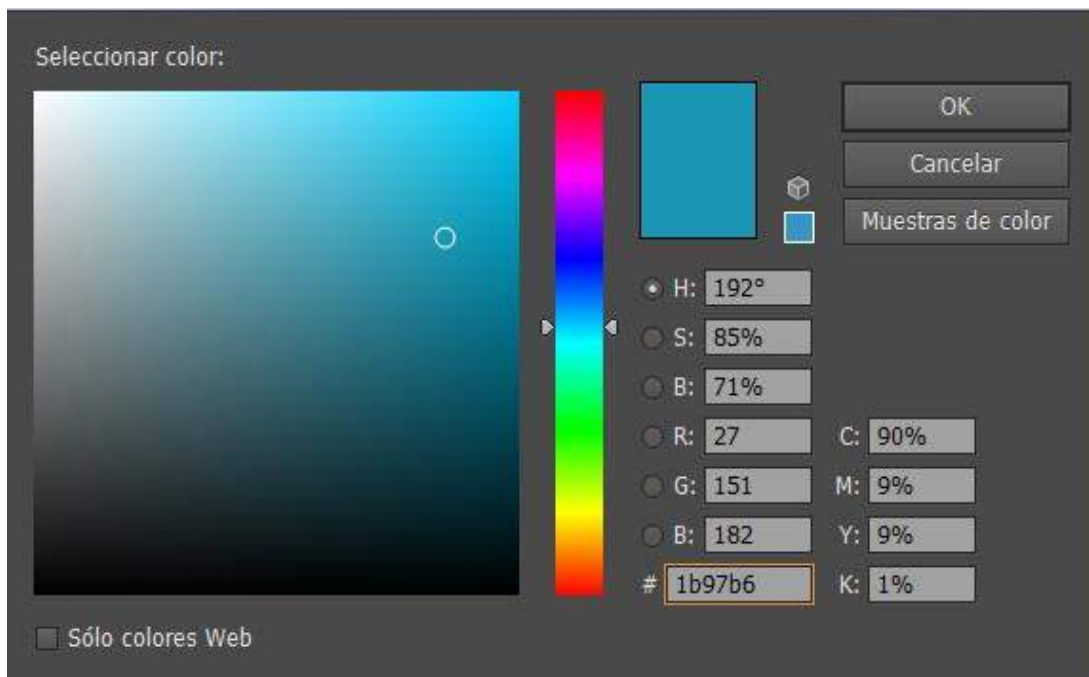 Seleccionar color:
OK
Cancelar
Muestras de color
H: 192°
S: 85%
B: 71%
R: 27 C: 90%
G: 151 M: 9%
B: 182 Y: 9%
# 1b97b6 K: 1%
Sólo colores Web